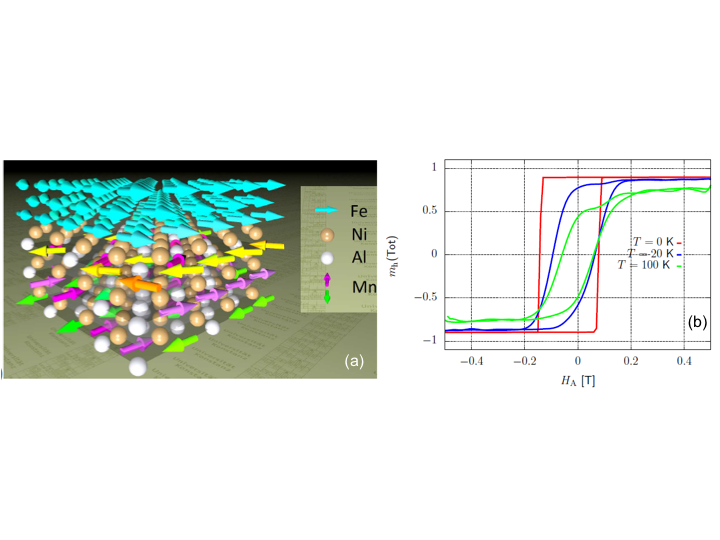 Fe
Ni
Al
Mn
(a)
1
0.5
0
−0.5
−1
m_h(Tot)
T = 0 K
T = 20 K
T = 100 K
(b)
−0.4
−0.2
0
0.2
0.4
H_A [T]